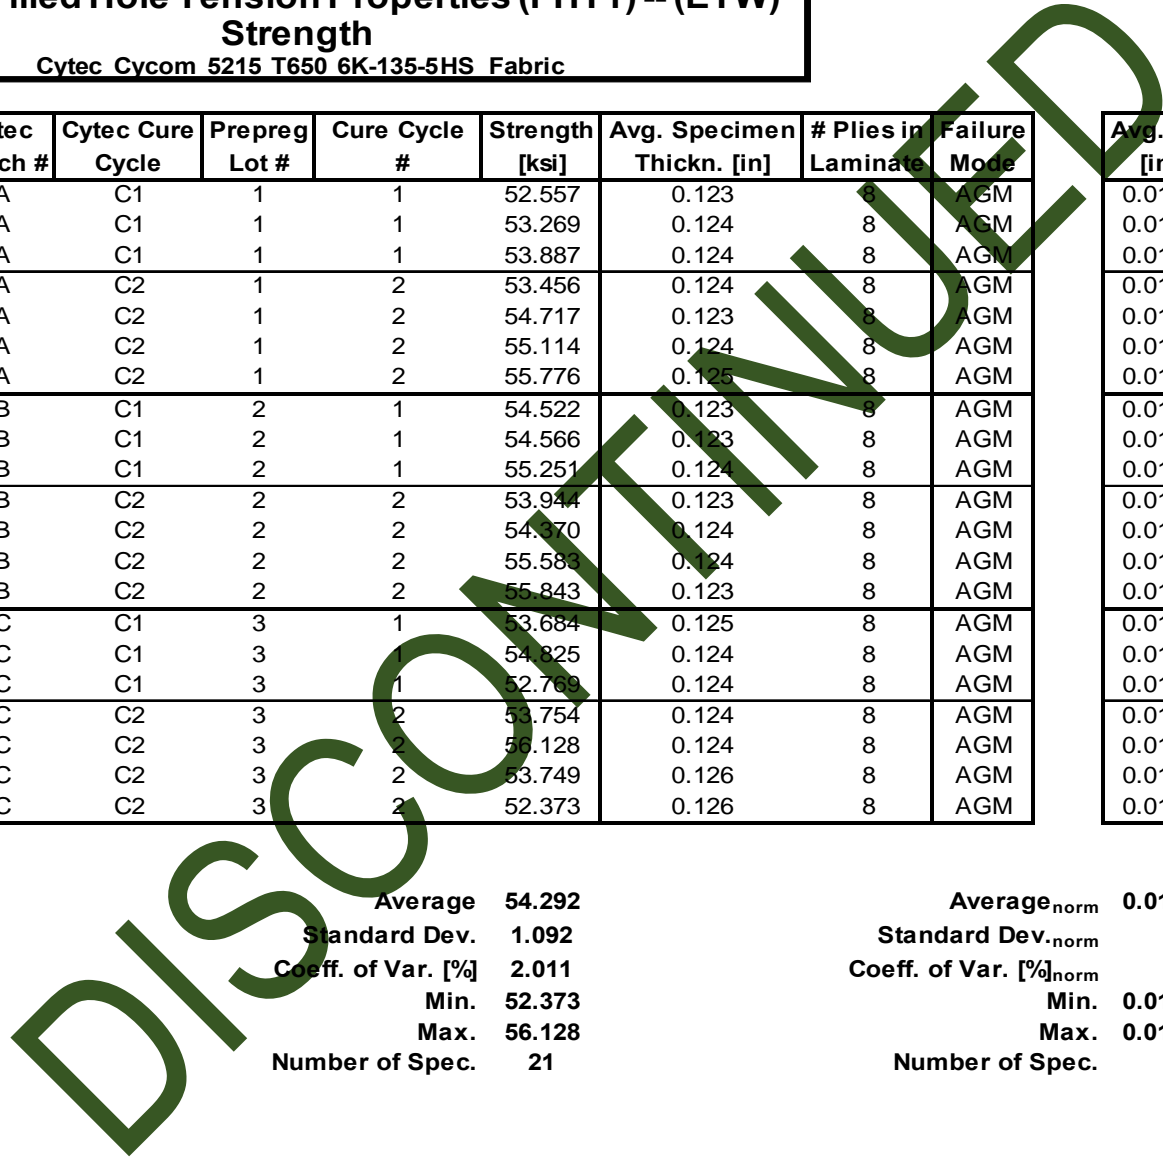 Hole Tension Properties
Strength
Cytec Cycom 5215 T650 6K-135-5HS Fabric
Cytec Cure Prepreg Cure Cycle Strength Avg. Specimen # Plies in Failure Avg.
Cycle Lot # # [ksi] Thickn. [in] Laminate Mode
A C1 1 1 52.557 0.123 8 AGM
A C1 1 1 53.269 0.124 8 AGM
A C1 1 1 53.887 0.124 8 AGM
A C2 1 2 53.456 0.124 8 AGM
A C2 1 2 54.717 0.123 8 AGM
A C2 1 2 55.114 0.124 8 AGM
A C2 1 2 55.776 0.125 8 AGM
B C1 2 1 54.522 0.123 8 AGM
B C1 2 1 54.566 0.123 8 AGM
B C1 2 1 55.251 0.124 8 AGM
B C2 2 2 53.944 0.123 8 AGM
B C2 2 2 54.370 0.124 8 AGM
B C2 2 2 55.583 0.124 8 AGM
B C2 2 2 55.843 0.123 8 AGM
C C1 3 1 53.684 0.125 8 AGM
C C1 3 1 54.825 0.124 8 AGM
C C1 3 1 52.769 0.124 8 AGM
C C2 3 2 53.754 0.124 8 AGM
C C2 3 2 56.128 0.124 8 AGM
C C2 3 2 53.749 0.126 8 AGM
C C2 3 2 52.373 0.126 8 AGM
Average 54.292 Average norm
Standard Dev. 1.092 Standard Dev. norm
Coeff. of Var. [%] 2.011 Coeff. of Var. [%] norm
Min. 52.373 Min.
Max. 56.128 Max.
Number of Spec. 21 Number of Spec.
DISCONTINUED